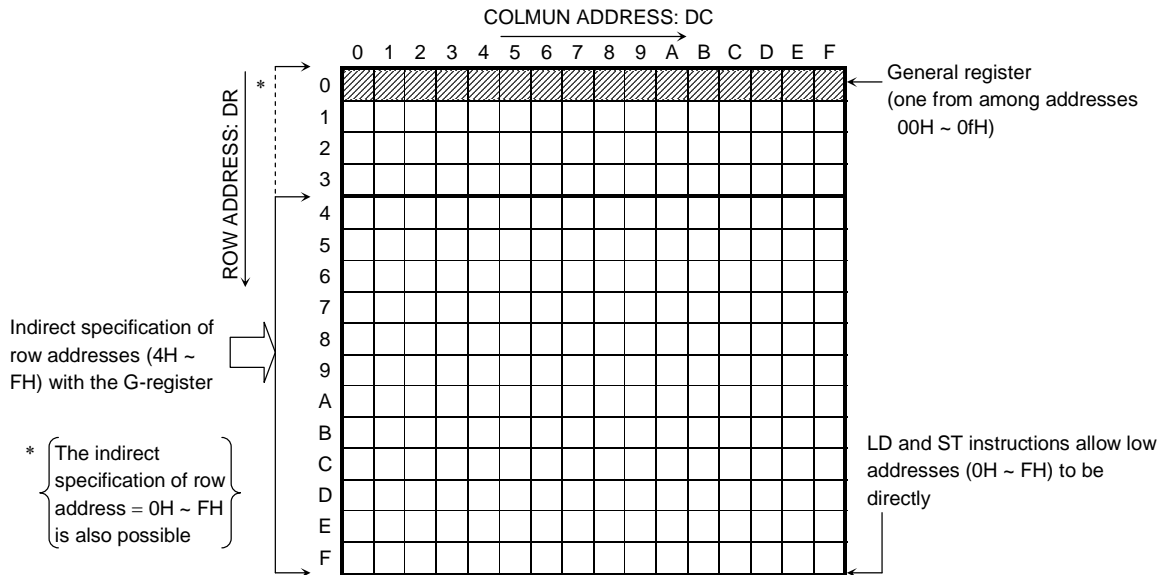 COLMUN ADDRESS: DC
0 1 2 3 4 5 6 7 8 9 A B C D E F
ROW ADDRESS: DR
*
0
1
2
3
4
5
6
7
8
9
A
B
C
D
E
F
General register
(one from among addresses
00H ~ 0fH)
Indirect specification of
row addresses (4H ~
FH) with the G-register
* The indirect
specification of row
address = 0H ~ FH
is also possible
LD and ST instructions allow low
addresses (0H ~ FH) to be
directly